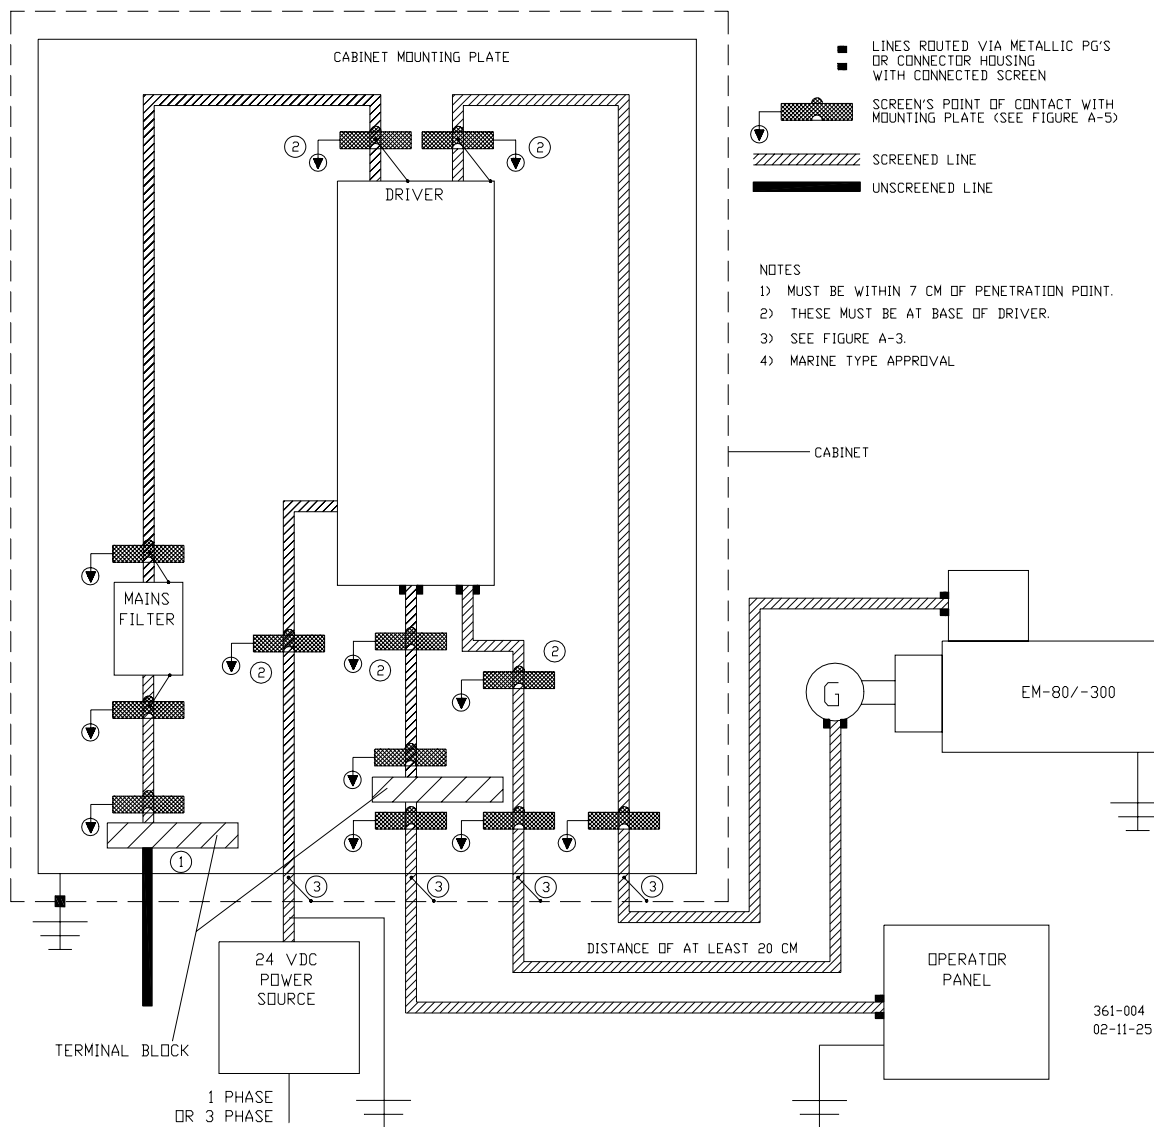 CABINET MOUNTING PLATE
LINES ROUTED VIA METALLIC PG'S
OR CONNECTOR HOUSING
WITH CONNECTED SCREEN
SCREEN'S POINT OF CONTACT WITH
MOUNTING PLATE (SEE FIGURE A-5)
SCREENED LINE
UNSCREENED LINE
2
2
DRIVER
NOTES
1) MUST BE WITHIN 7 CM OF PENETRATION POINT.
2) THESE MUST BE AT BASE OF DRIVER.
3) SEE FIGURE A-3.
4) MARINE TYPE APPROVAL
CABINET
MAINS
FILTER
2
2
2
G
EM-80/-300
1
3
3
3
3
DISTANCE OF AT LEAST 20 CM
24 VDC
POWER
SOURCE
OPERATOR
PANEL
361-004
02-11-25
TERMINAL BLOCK
1 PHASE
OR 3 PHASE